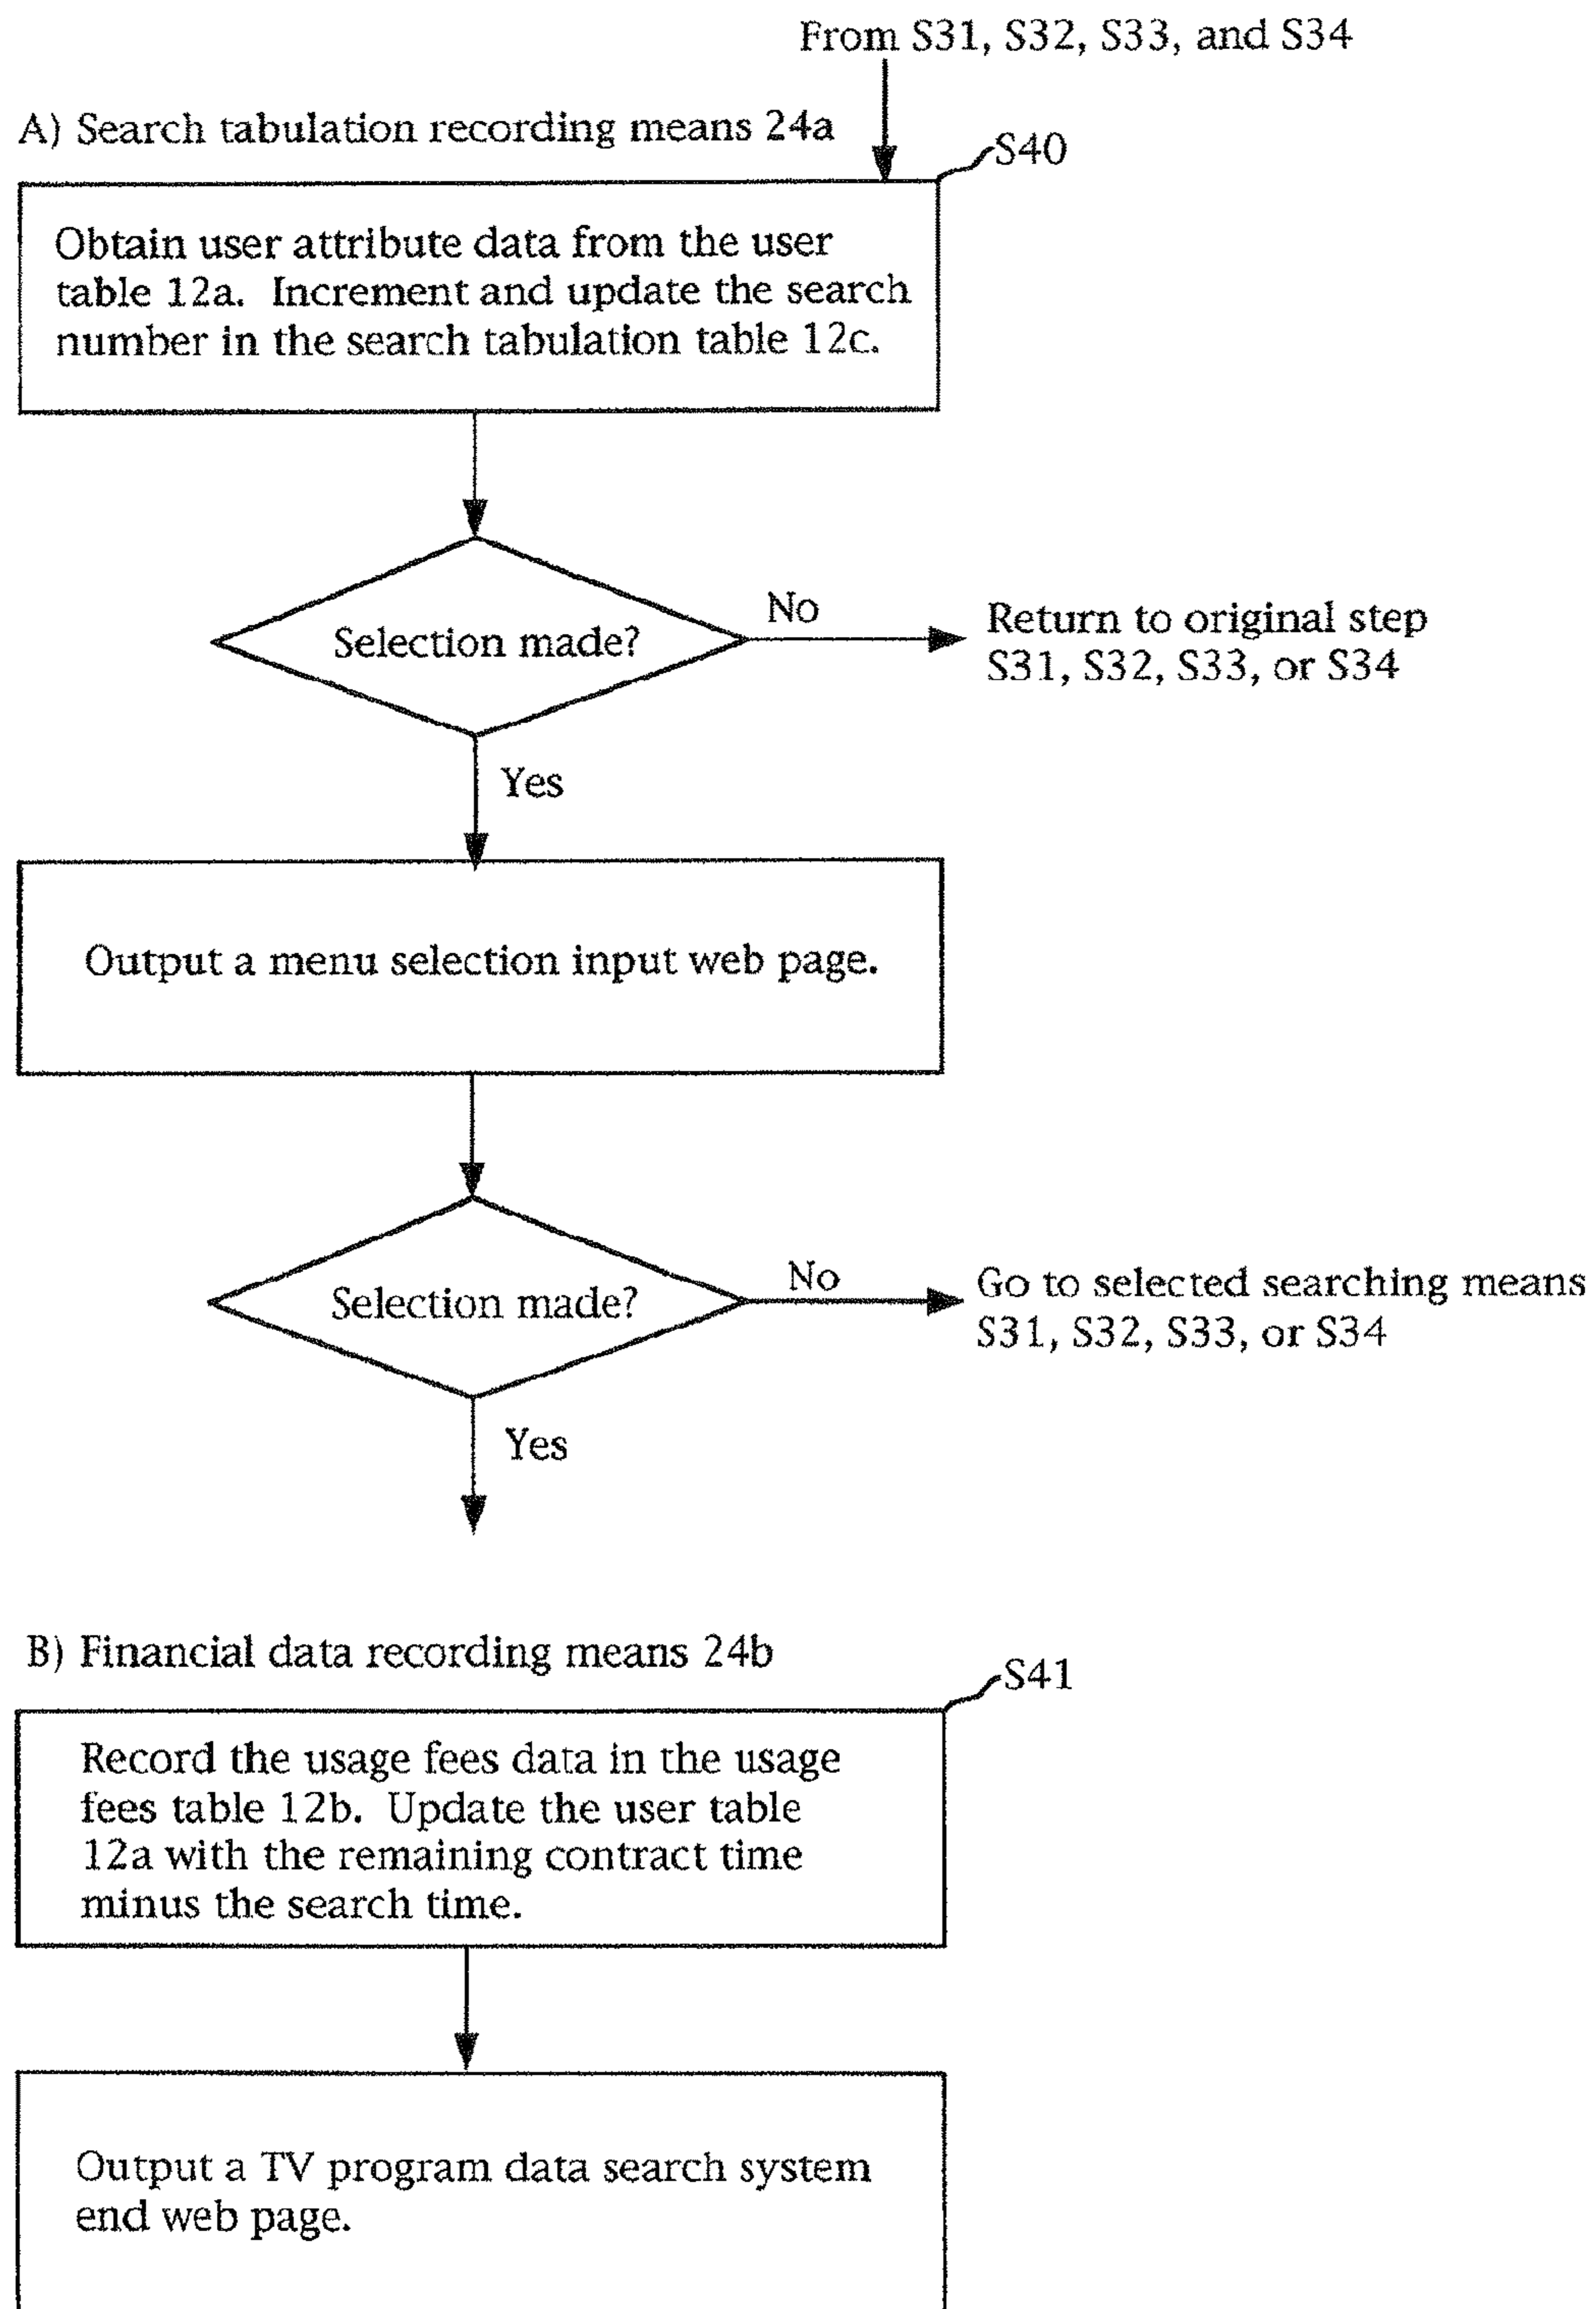 From S31, S32, S33, and S34
A) Search tabulation recording means 24a
S40
Obtain user attribute data from the user
table 12a. Increment and update the search
number in the search tabulation table 12c.
Selection made?
No
Return to original step
S31, S32, S33, or S34
Yes
Output a menu selection input web page.
Selection made?
No
Go to selected searching means
S31, S32, S33, or S34
Yes
B) Financial data recording means 24b
S41
Record the usage fees data in the usage
fees table 12b. Update the user table
12a with the remaining contract time
minus the search time.
Output a TV program data search system
end web page.